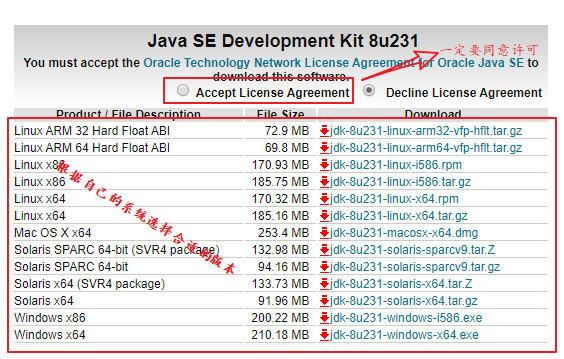 Java SE Development Kit 8u231
一定要同意许可
You must accept the Oracle Technology Network License Agreement for Oracle Java SE to
download this software.
Accept License Agreement Decline License Agreement
Product / File Description File Size Download
Linux ARM 32 Hard Float ABI 72.9 MB jdk-8u231-linux-arm32-vfp-hflt.tar.gz
Linux ARM 64 Hard Float ABI 69.8 MB jdk-8u231-linux-arm64-vfp-hflt.tar.gz
Linux x86 170.93 MB jdk-8u231-linux-i586.rpm
Linux x86 185.75 MB jdk-8u231-linux-i586.tar.gz
Linux x64 170.32 MB jdk-8u231-linux-x64.rpm
Linux x64 185.16 MB jdk-8u231-linux-x64.tar.gz
Mac OS X x64 253.4 MB jdk-8u231-macosx-x64.dmg
Solaris SPARC 64-bit (SVR4 package) 132.98 MB jdk-8u231-solaris-sparcv9.tar.Z
Solaris SPARC 64-bit 94.16 MB jdk-8u231-solaris-sparcv9.tar.gz
Solaris x64 (SVR4 package) 133.73 MB jdk-8u231-solaris-x64.tar.Z
Solaris x64 91.96 MB jdk-8u231-solaris-x64.tar.gz
Windows x86 200.22 MB jdk-8u231-windows-i586.exe
Windows x64 210.18 MB jdk-8u231-windows-x64.exe
根据自己的系统选择合适的版本